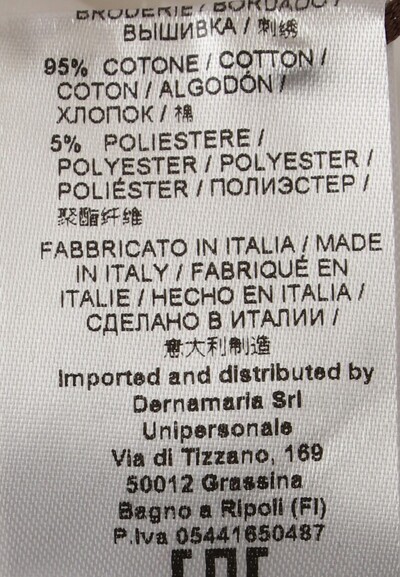 BRODERIE / BORDADO /
ВЫШИВКА / 刺绣
95% COTONE / COTTON /
COTON / ALGODÓN /
ХЛОПОК / 棉
5% POLIESTERE /
POLYESTER / POLYESTER /
POLIÉSTER / ПОЛИЭСТЕР /
聚酯纤维
FABBRICATO IN ITALIA / MADE
IN ITALY / FABRIQUÉ EN
ITALIE / HECHO EN ITALIA /
СДЕЛАНО В ИТАЛИИ /
意大利制造
Imported and distributed by
Dernamaria Srl
Unipersonale
Via di Tizzano, 169
50012 Grassina
Bagno a Ripoli (FI)
P.Iva 05441650487